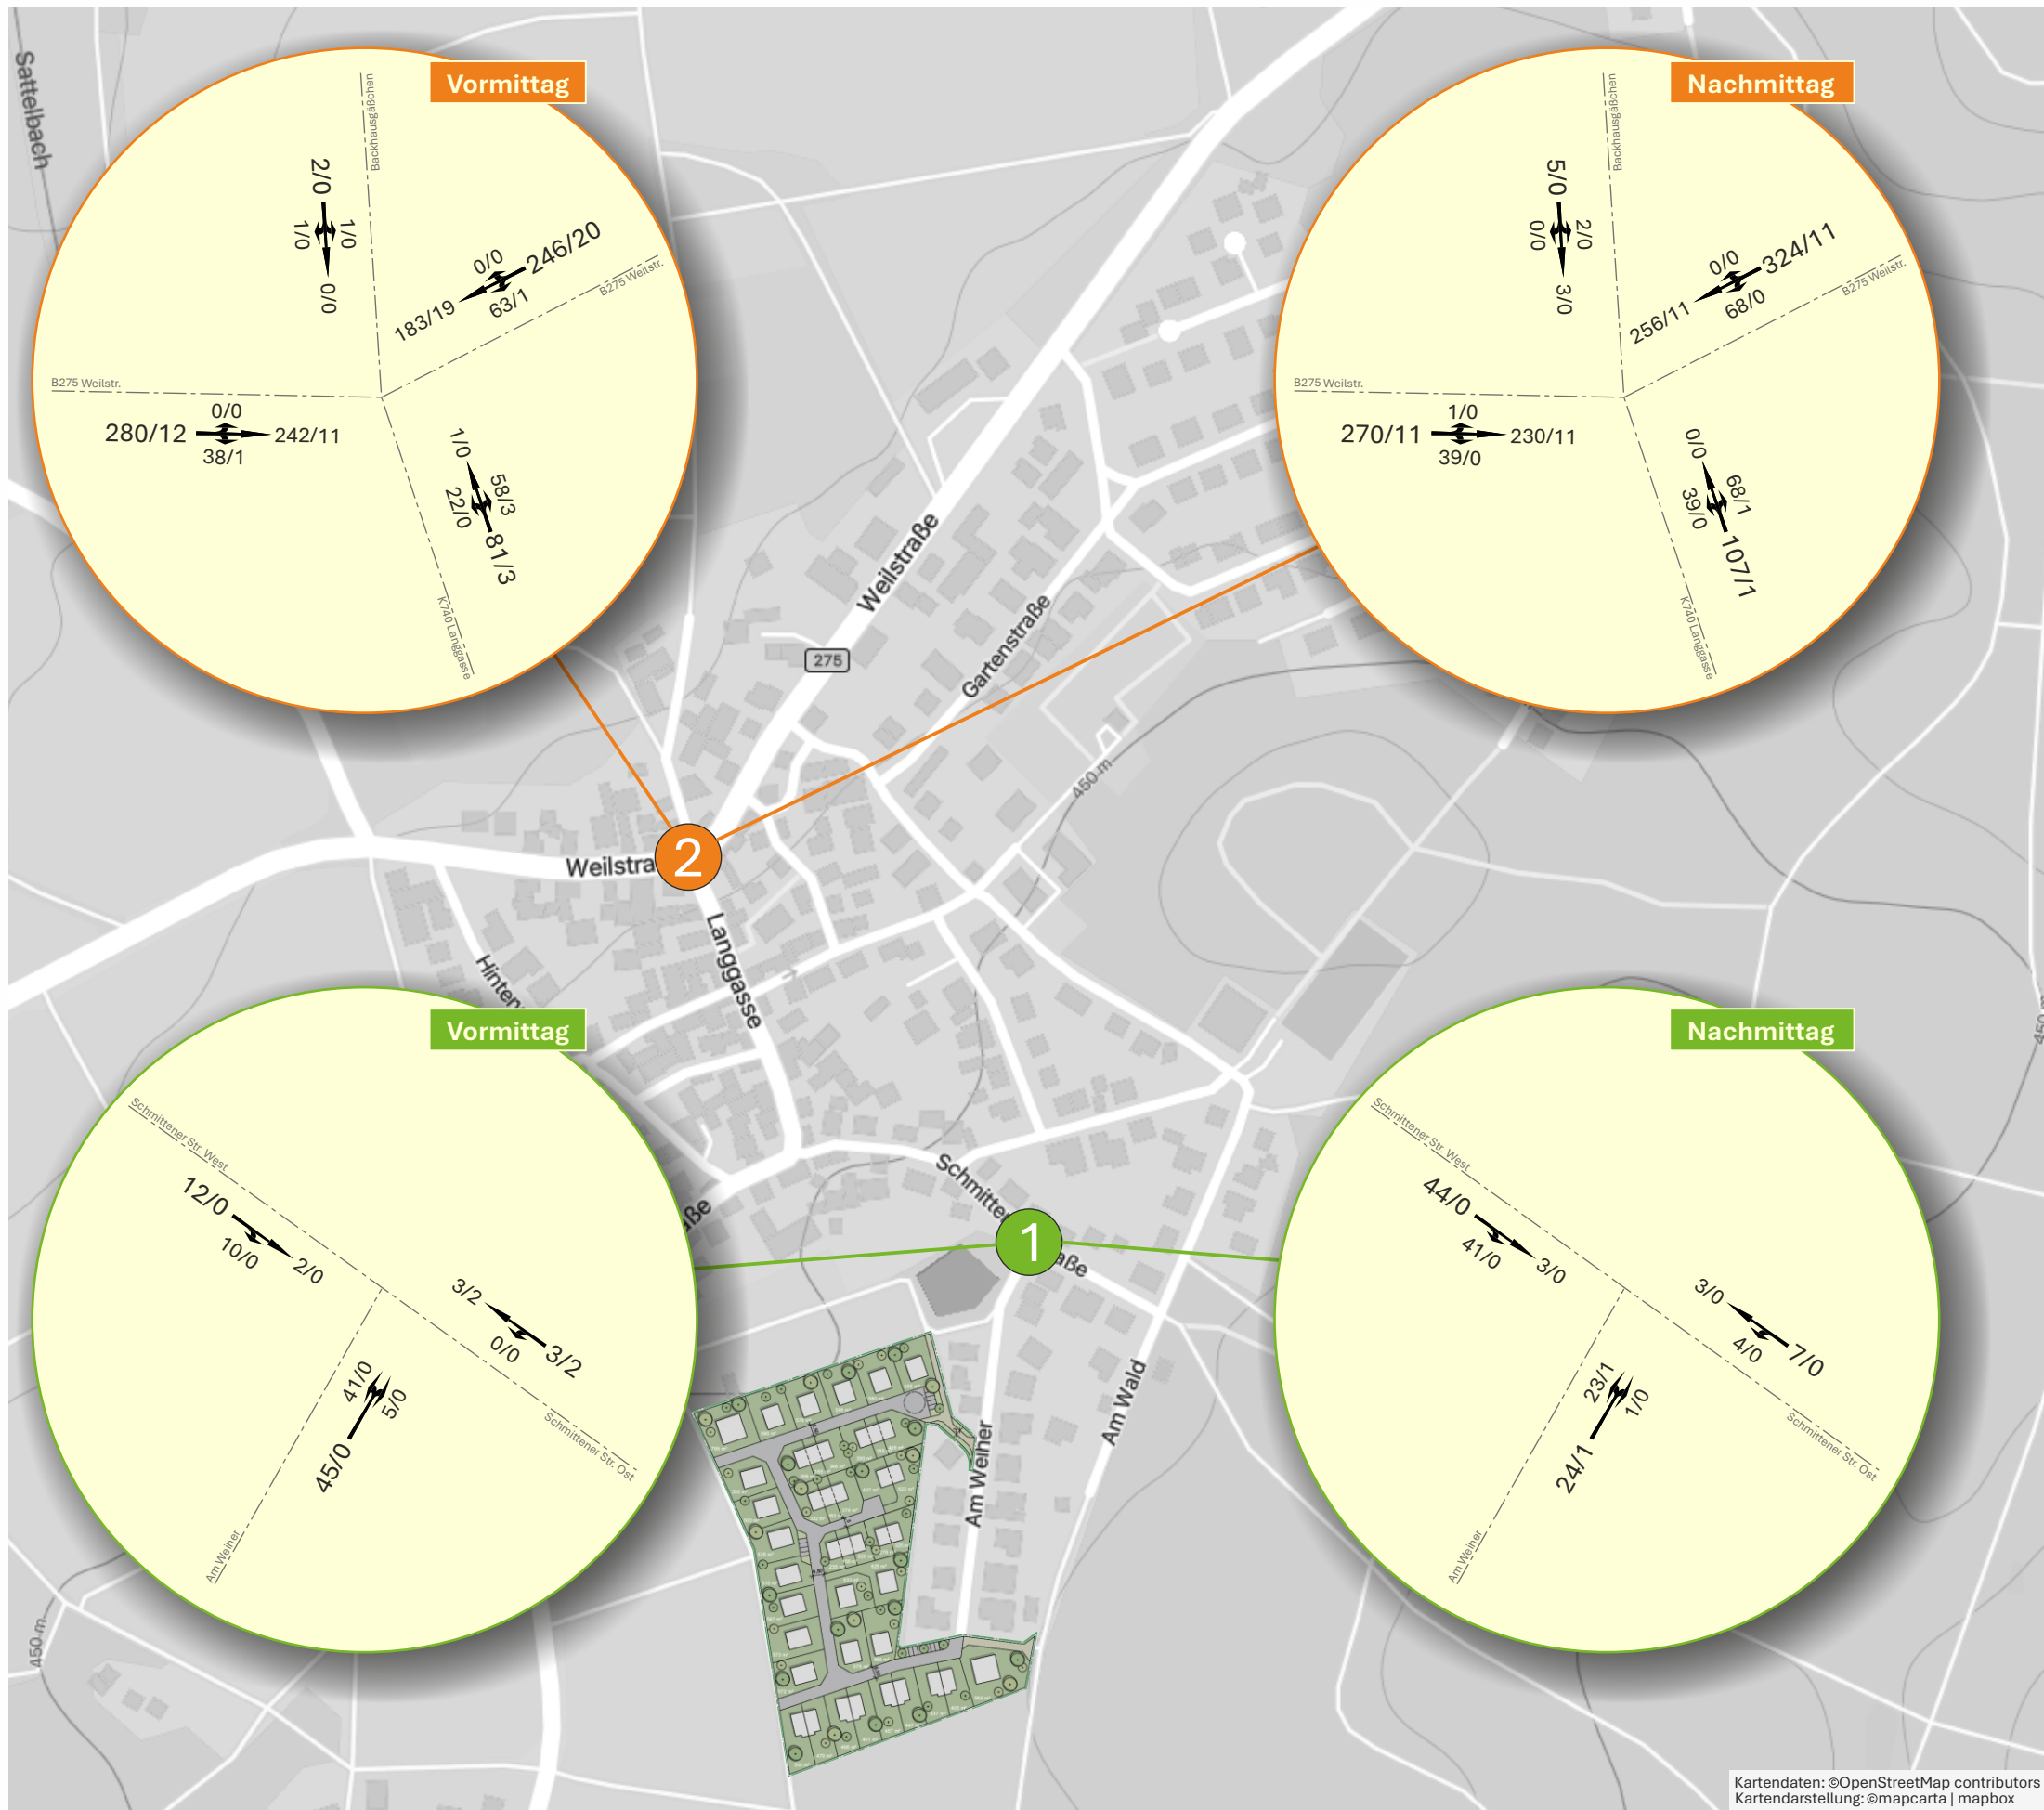 Sattelbach
Vormittag
Backhausgäßchen
2/0
1/0
1/0
0/0
246/20
0/0
63/1
183/19
B275 Weilstr.
B275 Weilstr.
280/12
0/0
242/11
38/1
1/0
58/3
22/0
81/3
K740 Langgasse
Nachmittag
Backhausgäßchen
5/0
0/0
2/0
3/0
324/11
0/0
68/0
256/11
B275 Weilstr.
B275 Weilstr.
270/11
1/0
230/11
39/0
0/0
68/1
39/0
107/1
K740 Langgasse
Weilstraße
275
Gartenstraße
450 m
Weilstra
2
Langgasse
Hinter
450 m
Vormittag
Schmittener Str. West
12/0
10/0
2/0
3/2
0/0
3/2
41/0
5/0
45/0
Schmittener Str. Ost
Am Weiher
Nachmittag
Schmittener Str. West
44/0
41/0
3/0
3/0
4/0
7/0
23/1
1/0
24/1
Schmittener Str. Ost
Am Weiher
Schmitte
1
aße
aße
Am Weiher
Am Wald
450 m
Kartendaten: ©OpenStreetMap contributors
Kartendarstellung: ©mapcarta | mapbox